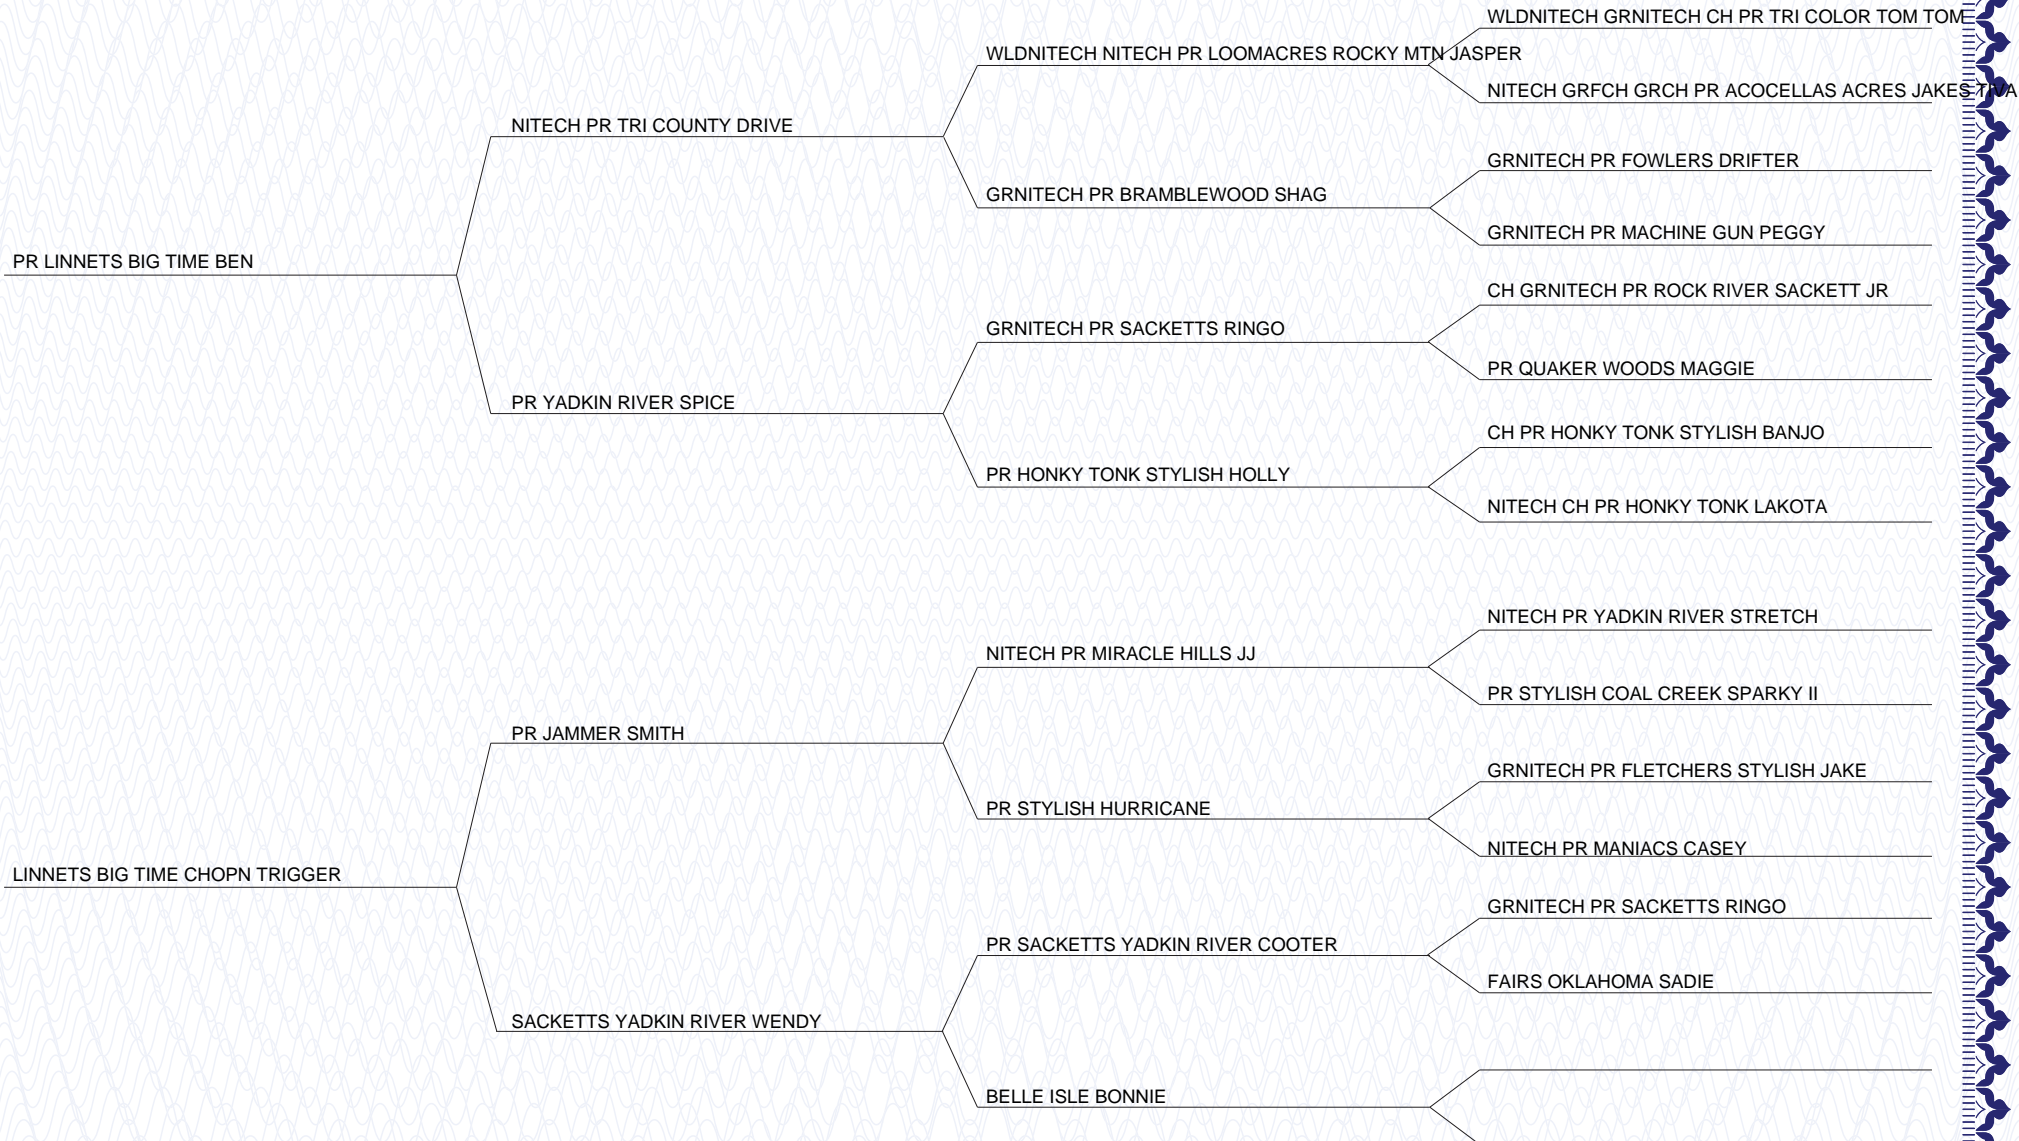 WLDNITECH GRNITECH CH PR TRI COLOR TOM TOM
WLDNITECH NITECH PR LOOMACRES ROCKY MTN JASPER
NITECH GRFCH GRCH PR ACOCELLAS ACRES JAKES TIVA
NITECH PR TRI COUNTY DRIVE
GRNITECH PR FOWLERS DRIFTER
GRNITECH PR BRAMBLEWOOD SHAG
GRNITECH PR MACHINE GUN PEGGY
PR LINNETS BIG TIME BEN
CH GRNITECH PR ROCK RIVER SACKETT JR
GRNITECH PR SACKETTS RINGO
PR QUAKER WOODS MAGGIE
PR YADKIN RIVER SPICE
CH PR HONKY TONK STYLISH BANJO
PR HONKY TONK STYLISH HOLLY
NITECH CH PR HONKY TONK LAKOTA
NITECH PR YADKIN RIVER STRETCH
NITECH PR MIRACLE HILLS JJ
PR STYLISH COAL CREEK SPARKY II
PR JAMMER SMITH
GRNITECH PR FLETCHERS STYLISH JAKE
PR STYLISH HURRICANE
NITECH PR MANIACS CASEY
LINNETS BIG TIME CHOPN TRIGGER
GRNITECH PR SACKETTS RINGO
PR SACKETTS YADKIN RIVER COOTER
FAIRS OKLAHOMA SADIE
SACKETTS YADKIN RIVER WENDY
BELLE ISLE BONNIE